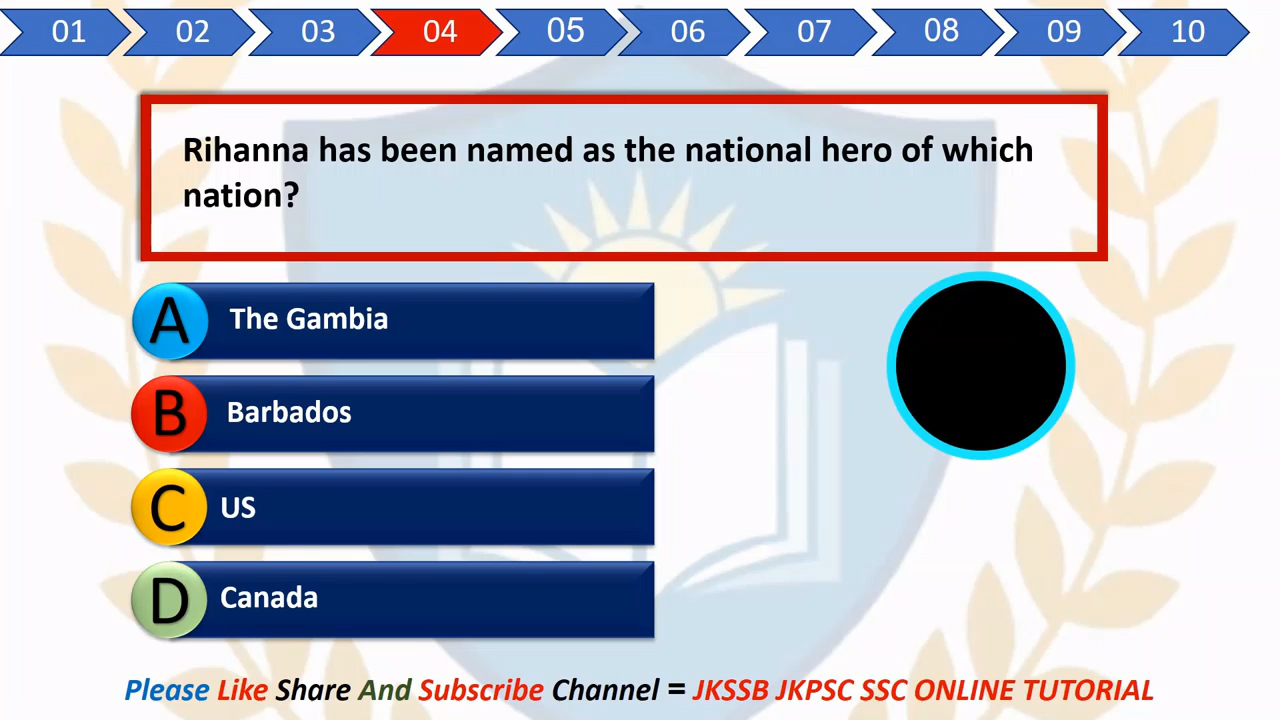 01 02 03 04 05 06 07 08 09 10
Rihanna has been named as the national hero of which
nation?
A The Gambia
B Barbados
C US
D Canada
Please Like Share And Subscribe Channel = JKSSB JKPSC SSC ONLINE TUTORIAL